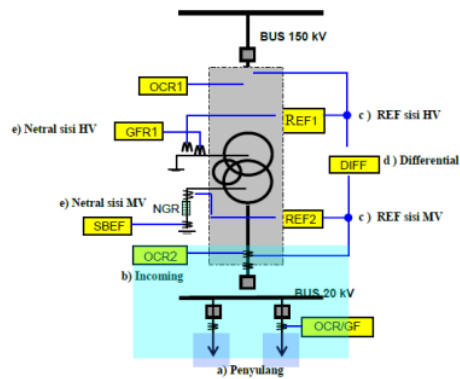 BUS 150 kV
OCR1
REF1
c ) REF sisi HV
e) Netral sisi HV
GFR1
DIFF
d ) Differential
e) Netral sisi MV
NGR
SBEF
REF2
c ) REF sisi MV
OCR2
b) Incoming
BUS 20 kV
OCR/GF
a) Penyulang